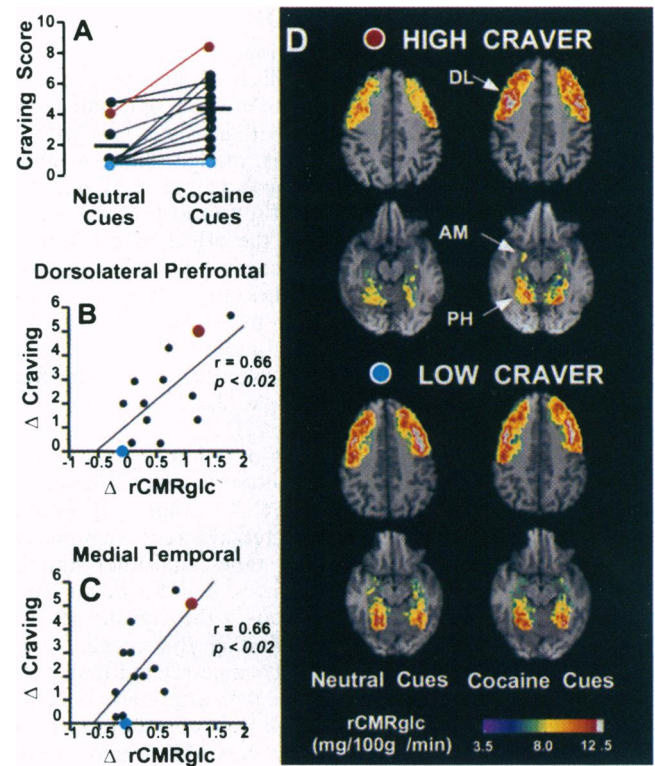 A
Craving Score
10
8
6
4
2
0
Neutral Cues
Cocaine Cues
Dorsolateral Prefrontal
B
Δ Craving
6
5
4
3
2
1
0
r = 0.66
p < 0.02
-1 -0.5 0 0.5 1 1.5 2
Δ rCMRglc
Medial Temporal
C
Δ Craving
6
5
4
3
2
1
0
r = 0.66
p < 0.02
-1 -0.5 0 0.5 1 1.5 2
Δ rCMRglc
D
HIGH CRAVER
DL
AM
PH
LOW CRAVER
Neutral Cues Cocaine Cues
rCMRglc
(mg/100g /min)
3.5 8.0 12.5